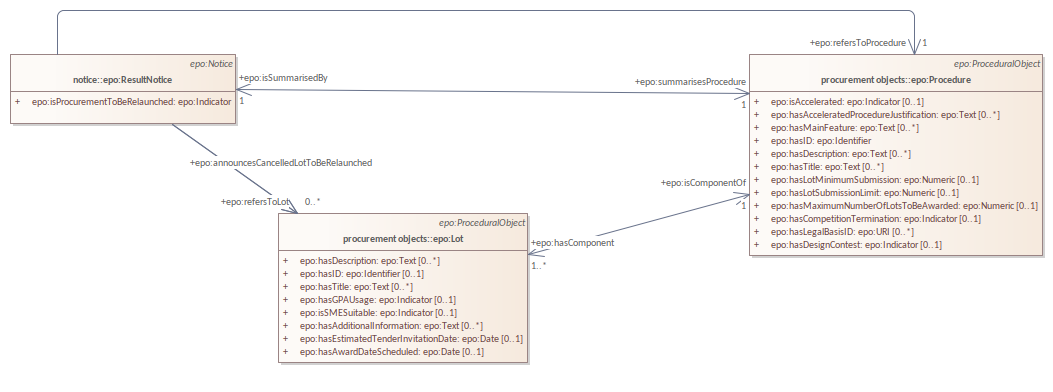 +epo:refersToProcedure
1
epo:Notice
notice::epo:ResultNotice
+ epo:isProcurementToBeRelaunched: epo:Indicator
+epo:isSummarisedBy
1
+epo:summarisesProcedure
1
epo:ProceduralObject
procurement objects::epo:Procedure
+ epo:isAccelerated: epo:Indicator [0..1]
+ epo:hasAcceleratedProcedureJustification: epo:Text [0..*]
+ epo:hasMainFeature: epo:Text [0..*]
+ epo:hasID: epo:Identifier
+ epo:hasDescription: epo:Text [0..*]
+ epo:hasTitle: epo:Text [0..*]
+ epo:hasLotMinimumSubmission: epo:Numeric [0..1]
+ epo:hasLotSubmissionLimit: epo:Numeric [0..1]
+ epo:hasMaximumNumberOfLotsToBeAwarded: epo:Numeric [0..1]
+ epo:hasCompetitionTermination: epo:Indicator [0..1]
+ epo:hasLegalBasisID: epo:URI [0..*]
+ epo:hasDesignContest: epo:Indicator [0..1]
+epo:announcesCancelledLotToBeRelaunched
+epo:refersToLot
0..*
+epo:isComponentOf
1
+epo:hasComponent
1..*
epo:ProceduralObject
procurement objects::epo:Lot
+ epo:hasDescription: epo:Text [0..*]
+ epo:hasID: epo:Identifier [0..1]
+ epo:hasTitle: epo:Text [0..*]
+ epo:hasGPAUsage: epo:Indicator [0..1]
+ epo:isSMESuitable: epo:Indicator [0..1]
+ epo:hasAdditionalInformation: epo:Text [0..*]
+ epo:hasEstimatedTenderInvitationDate: epo:Date [0..1]
+ epo:hasAwardDateScheduled: epo:Date [0..1]